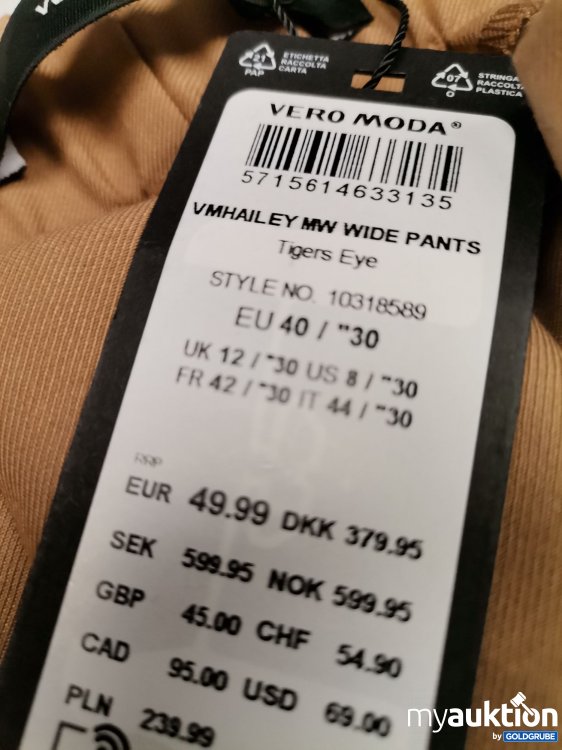 21
PAP
ETICHETTA
RACCOLTA
CARTA
07
O
STRINGA
RACCOLTA
PLASTICA
VERO MODA®
5715614633135
VMHAILEY MW WIDE PANTS
Tigers Eye
STYLE NO. 10318589
EU 40 / "30
UK 12 / "30 US 8 / "30
FR 42 / "30 IT 44 / "30
RRP
EUR 49.99 DKK 379.95
SEK 599.95 NOK 599.95
GBP 45.00 CHF 54.90
CAD 95.00 USD 69.00
PLN 239.99
myauktion
by GOLDGRUBE